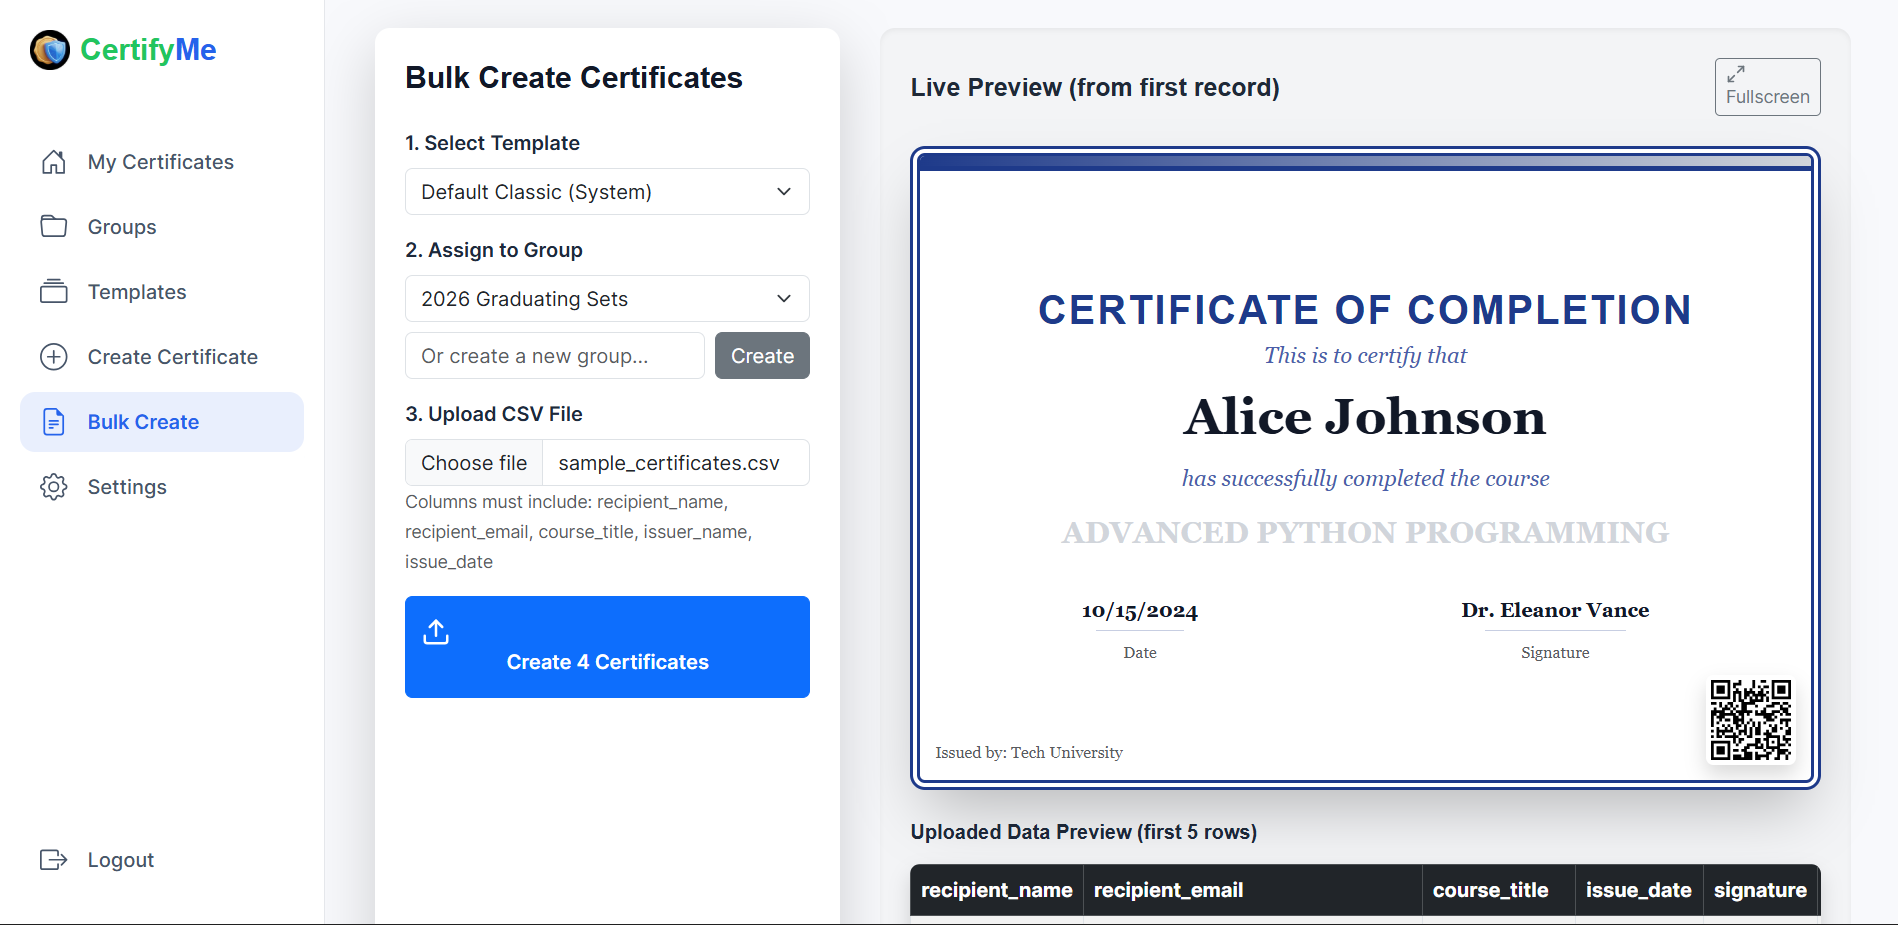 CertifyMe
My Certificates
Groups
Templates
Create Certificate
Bulk Create
Settings
Logout
Bulk Create Certificates
1. Select Template
Default Classic (System)
2. Assign to Group
2026 Graduating Sets
Or create a new group...
Create
3. Upload CSV File
Choose file
sample_certificates.csv
Columns must include: recipient_name,
recipient_email, course_title, issuer_name,
issue_date
Create 4 Certificates
Live Preview (from first record)
Fullscreen
CERTIFICATE OF COMPLETION
This is to certify that
Alice Johnson
has successfully completed the course
ADVANCED PYTHON PROGRAMMING
10/15/2024
Date
Dr. Eleanor Vance
Signature
Issued by: Tech University
Uploaded Data Preview (first 5 rows)
recipient_name recipient_email course_title issue_date signature